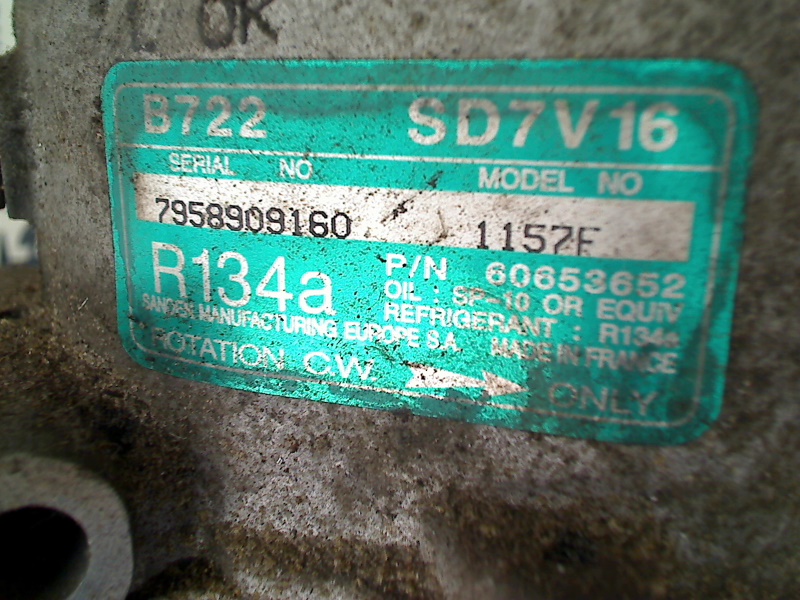 OK
B722 SD7V16
SERIAL NO MODEL NO
7958909160 1157F
R134a
P/N 60653652
OIL : SP-10 OR EQUIV
REFRIGERANT : R134a
SANDEN MANUFACTURING EUROPE S.A. MADE IN FRANCE
ROTATION C.W. ONLY